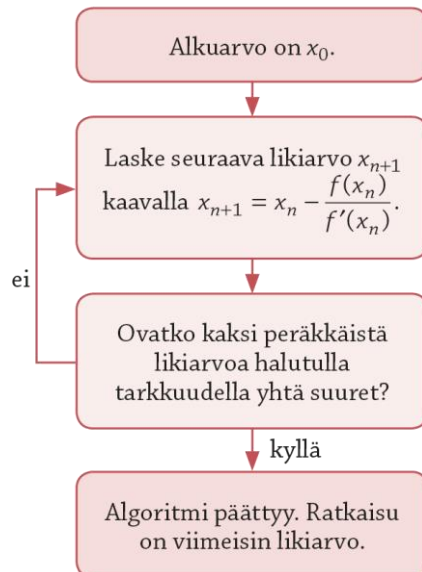 Alkuarvo on x₀.
Laske seuraava likiarvo xₙ₊₁
kaavalla xₙ₊₁ = xₙ − f(xₙ)/f′(xₙ).
ei
Ovatko kaksi peräkkäistä
likiarvoa halutulla
tarkkuudella yhtä suuret?
kyllä
Algoritmi päättyy. Ratkaisu
on viimeisin likiarvo.